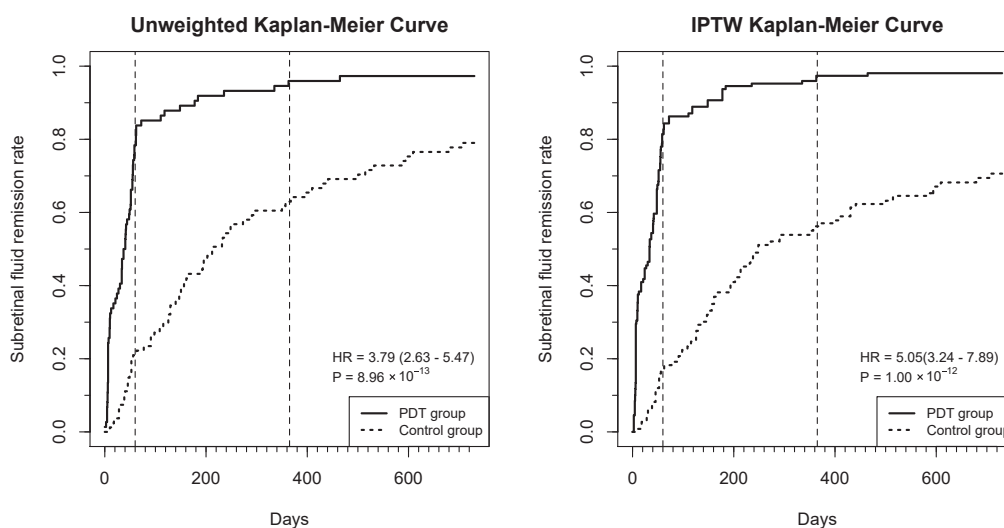 Unweighted Kaplan-Meier Curve
Subretinal fluid remission rate
1.0
0.8
0.6
0.4
0.2
0.0
HR = 3.79 (2.63 - 5.47)
P = 8.96 × 10⁻¹³
PDT group
Control group
0 200 400 600
Days
IPTW Kaplan-Meier Curve
Subretinal fluid remission rate
1.0
0.8
0.6
0.4
0.2
0.0
HR = 5.05(3.24 - 7.89)
P = 1.00 × 10⁻¹²
PDT group
Control group
0 200 400 600
Days